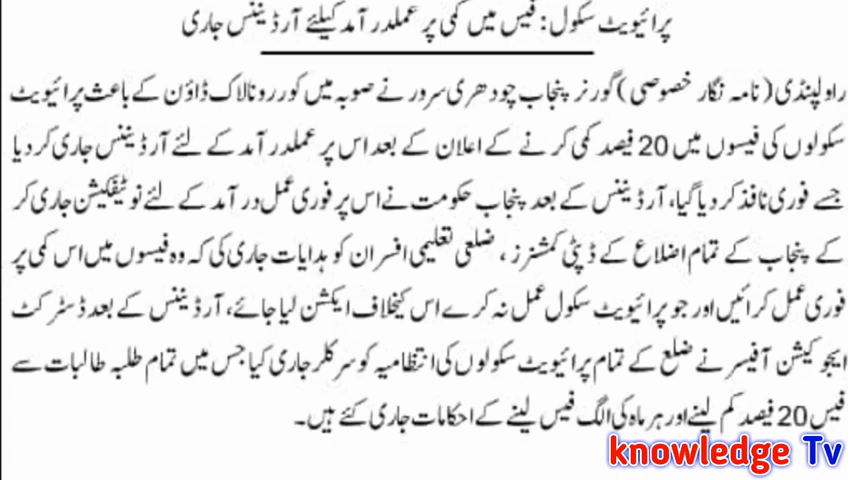 پرائیویٹ سکول: فیس میں کمی پر عملدرآمد کیلئے آرڈیننس جاری
راولپنڈی (نامہ نگار خصوصی) گورنر پنجاب چودھری سرور نے صوبہ میں کورونا لاک ڈاؤن کے باعث پرائیویٹ
سکولوں کی فیسوں میں 20 فیصد کمی کرنے کے اعلان کے بعد اس پر عملدرآمد کے لئے آرڈیننس جاری کر دیا
جسے فوری نافذ کر دیا گیا، آرڈیننس کے بعد پنجاب حکومت نے اس پر فوری عمل درآمد کے لئے نوٹیفکیشن جاری کر
کے پنجاب کے تمام اضلاع کے ڈپٹی کمشنرز، ضلعی تعلیمی افسران کو ہدایات جاری کی کہ وہ فیسوں میں اس کمی پر
فوری عمل کرائیں اور جو پرائیویٹ سکول عمل نہ کرے اس کیخلاف ایکشن لیا جائے، آرڈیننس کے بعد ڈسٹرکٹ
ایجوکیشن آفیسر نے ضلع کے تمام پرائیویٹ سکولوں کی انتظامیہ کو سرکلر جاری کیا جس میں تمام طلبہ طالبات سے
فیس 20 فیصد کم لینے اور ہر ماہ کی الگ فیس لینے کے احکامات جاری کئے ہیں۔
knowledge Tv